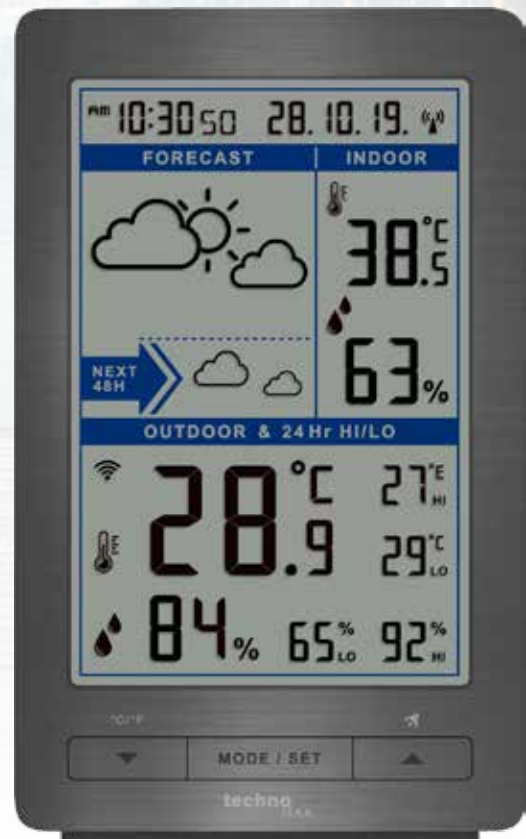 AM 10:30 SO 28. 10. 19.
FORECAST | INDOOR
38.5 °C
63%
NEXT
48H
OUTDOOR & 24Hr HI/LO
28.9 °C
27 °E HI
29 °C LO
84%
65% LO
92% HI
°C/°F
MODE / SET
techno